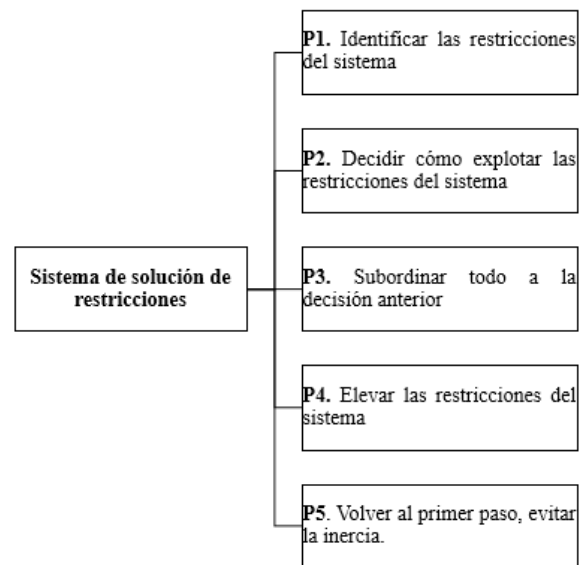 P1. Identificar las restricciones
del sistema
P2. Decidir cómo explotar las
restricciones del sistema
Sistema de solución de
restricciones
P3. Subordinar todo a la
decisión anterior
P4. Elevar las restricciones del
sistema
P5. Volver al primer paso, evitar
la inercia.